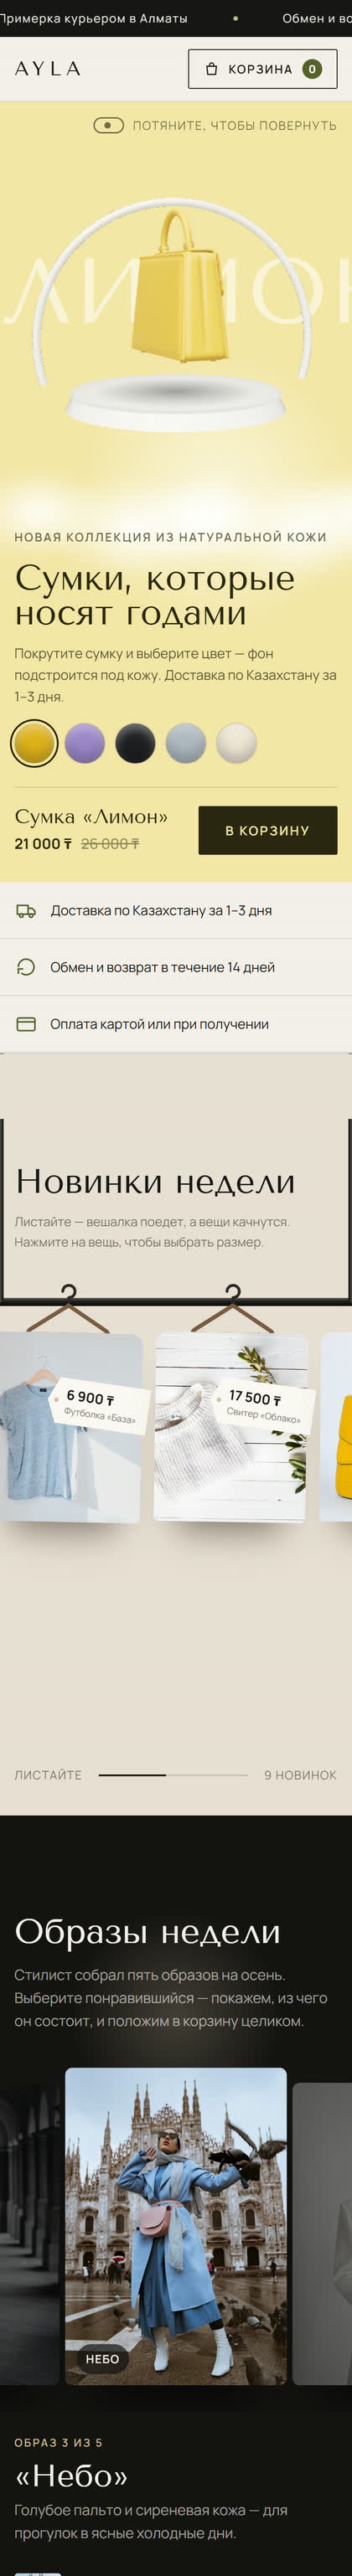 Примерка курьером в Алматы • Обмен и во
AYLA
КОРЗИНА 0
ПОТЯНИТЕ, ЧТОБЫ ПОВЕРНУТЬ
ЛИМОН
НОВАЯ КОЛЛЕКЦИЯ ИЗ НАТУРАЛЬНОЙ КОЖИ
Сумки, которые
носят годами
Покрутите сумку и выберите цвет — фон
подстроится под кожу. Доставка по Казахстану за
1–3 дня.
Сумка «Лимон»
21 000 ₸ 26 000 ₸
В КОРЗИНУ
Доставка по Казахстану за 1–3 дня
Обмен и возврат в течение 14 дней
Оплата картой или при получении
Новинки недели
Листайте — вешалка поедет, а вещи качнутся.
Нажмите на вещь, чтобы выбрать размер.
6 900 ₸
Футболка «База»
17 500 ₸
Свитер «Облако»
ЛИСТАЙТЕ
9 НОВИНОК
Образы недели
Стилист собрал пять образов на осень.
Выберите понравившийся — покажем, из чего
он состоит, и положим в корзину целиком.
НЕБО
ОБРАЗ 3 ИЗ 5
«Небо»
Голубое пальто и сиреневая кожа — для
прогулок в ясные холодные дни.